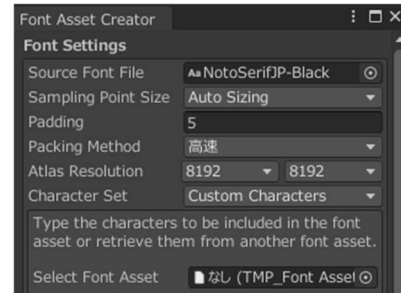 Font Asset Creator
Font Settings
Source Font File Aa NotoSerifJP-Black
Sampling Point Size Auto Sizing
Padding 5
Packing Method 高速
Atlas Resolution 8192 8192
Character Set Custom Characters
Type the characters to be included in the font
asset or retrieve them from another font asset.
Select Font Asset なし (TMP_Font Asset